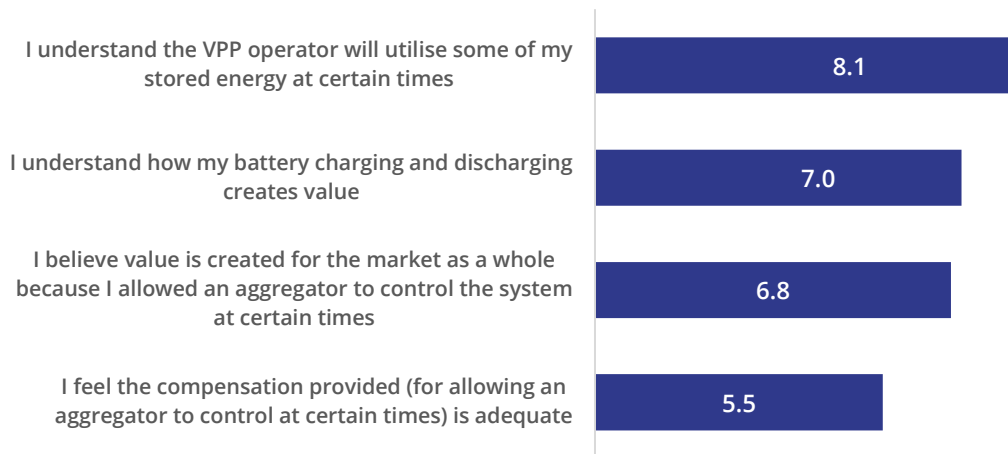 I understand the VPP operator will utilise some of my
stored energy at certain times
8.1
I understand how my battery charging and discharging
creates value
7.0
I believe value is created for the market as a whole
because I allowed an aggregator to control the system
at certain times
6.8
I feel the compensation provided (for allowing an
aggregator to control at certain times) is adequate
5.5